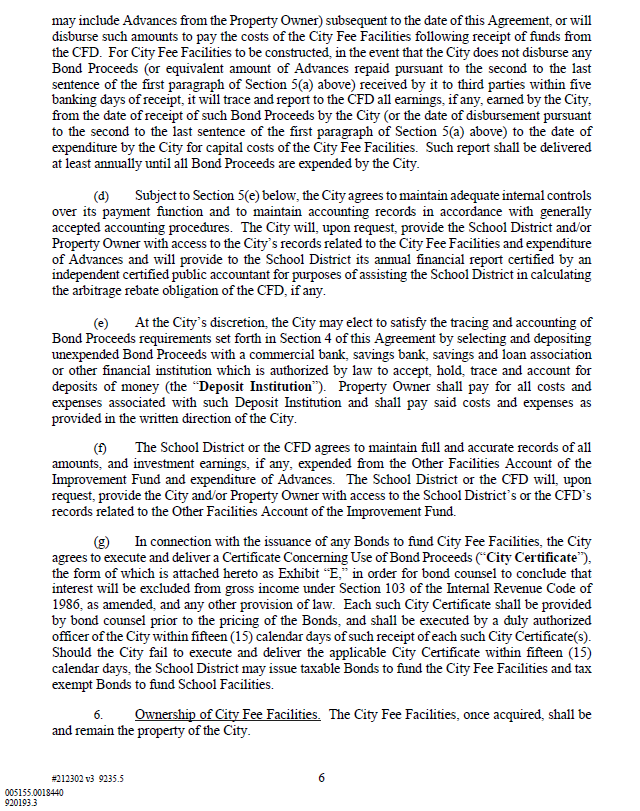 may include Advances from the Property Owner) subsequent to the date of this Agreement, or will
disburse such amounts to pay the costs of the City Fee Facilities following receipt of funds from
the CFD.  For City Fee Facilities to be constructed, in the event that the City does not disburse any
Bond Proceeds (or equivalent amount of Advances repaid pursuant to the second to the last
sentence of the first paragraph of Section 5(a) above) received by it to third parties within five
banking days of receipt, it will trace and report to the CFD all earnings, if any, earned by the City,
from the date of receipt of such Bond Proceeds by the City (or the date of disbursement pursuant
to the second to the last sentence of the first paragraph of Section 5(a) above) to the date of
expenditure by the City for capital costs of the City Fee Facilities.  Such report shall be delivered
at least annually until all Bond Proceeds are expended by the City.
(d) Subject to Section 5(e) below, the City agrees to maintain adequate internal controls
over its payment function and to maintain accounting records in accordance with generally
accepted accounting procedures.  The City will, upon request, provide the School District and/or
Property Owner with access to the City's records related to the City Fee Facilities and expenditure
of Advances and will provide to the School District its annual financial report certified by an
independent certified public accountant for purposes of assisting the School District in calculating
the arbitrage rebate obligation of the CFD, if any.
(e) At the City's discretion, the City may elect to satisfy the tracing and accounting of
Bond Proceeds requirements set forth in Section 4 of this Agreement by selecting and depositing
unexpended Bond Proceeds with a commercial bank, savings bank, savings and loan association
or other financial institution which is authorized by law to accept, hold, trace and account for
deposits of money (the “Deposit Institution”).  Property Owner shall pay for all costs and
expenses associated with such Deposit Institution and shall pay said costs and expenses as
provided in the written direction of the City.
(f) The School District or the CFD agrees to maintain full and accurate records of all
amounts, and investment earnings, if any, expended from the Other Facilities Account of the
Improvement Fund and expenditure of Advances.  The School District or the CFD will, upon
request, provide the City and/or Property Owner with access to the School District's or the CFD's
records related to the Other Facilities Account of the Improvement Fund.
(g) In connection with the issuance of any Bonds to fund City Fee Facilities, the City
agrees to execute and deliver a Certificate Concerning Use of Bond Proceeds (“City Certificate”),
the form of which is attached hereto as Exhibit “E,” in order for bond counsel to conclude that
interest will be excluded from gross income under Section 103 of the Internal Revenue Code of
1986, as amended, and any other provision of law.  Each such City Certificate shall be provided
by bond counsel prior to the pricing of the Bonds, and shall be executed by a duly authorized
officer of the City within fifteen (15) calendar days of such receipt of each such City Certificate(s).
Should the City fail to execute and deliver the applicable City Certificate within fifteen (15)
calendar days, the School District may issue taxable Bonds to fund the City Fee Facilities and tax
exempt Bonds to fund School Facilities.
6. Ownership of City Fee Facilities.  The City Fee Facilities, once acquired, shall be
and remain the property of the City.
#212302 v3  9235.5
6
005155.0018440
920193.3